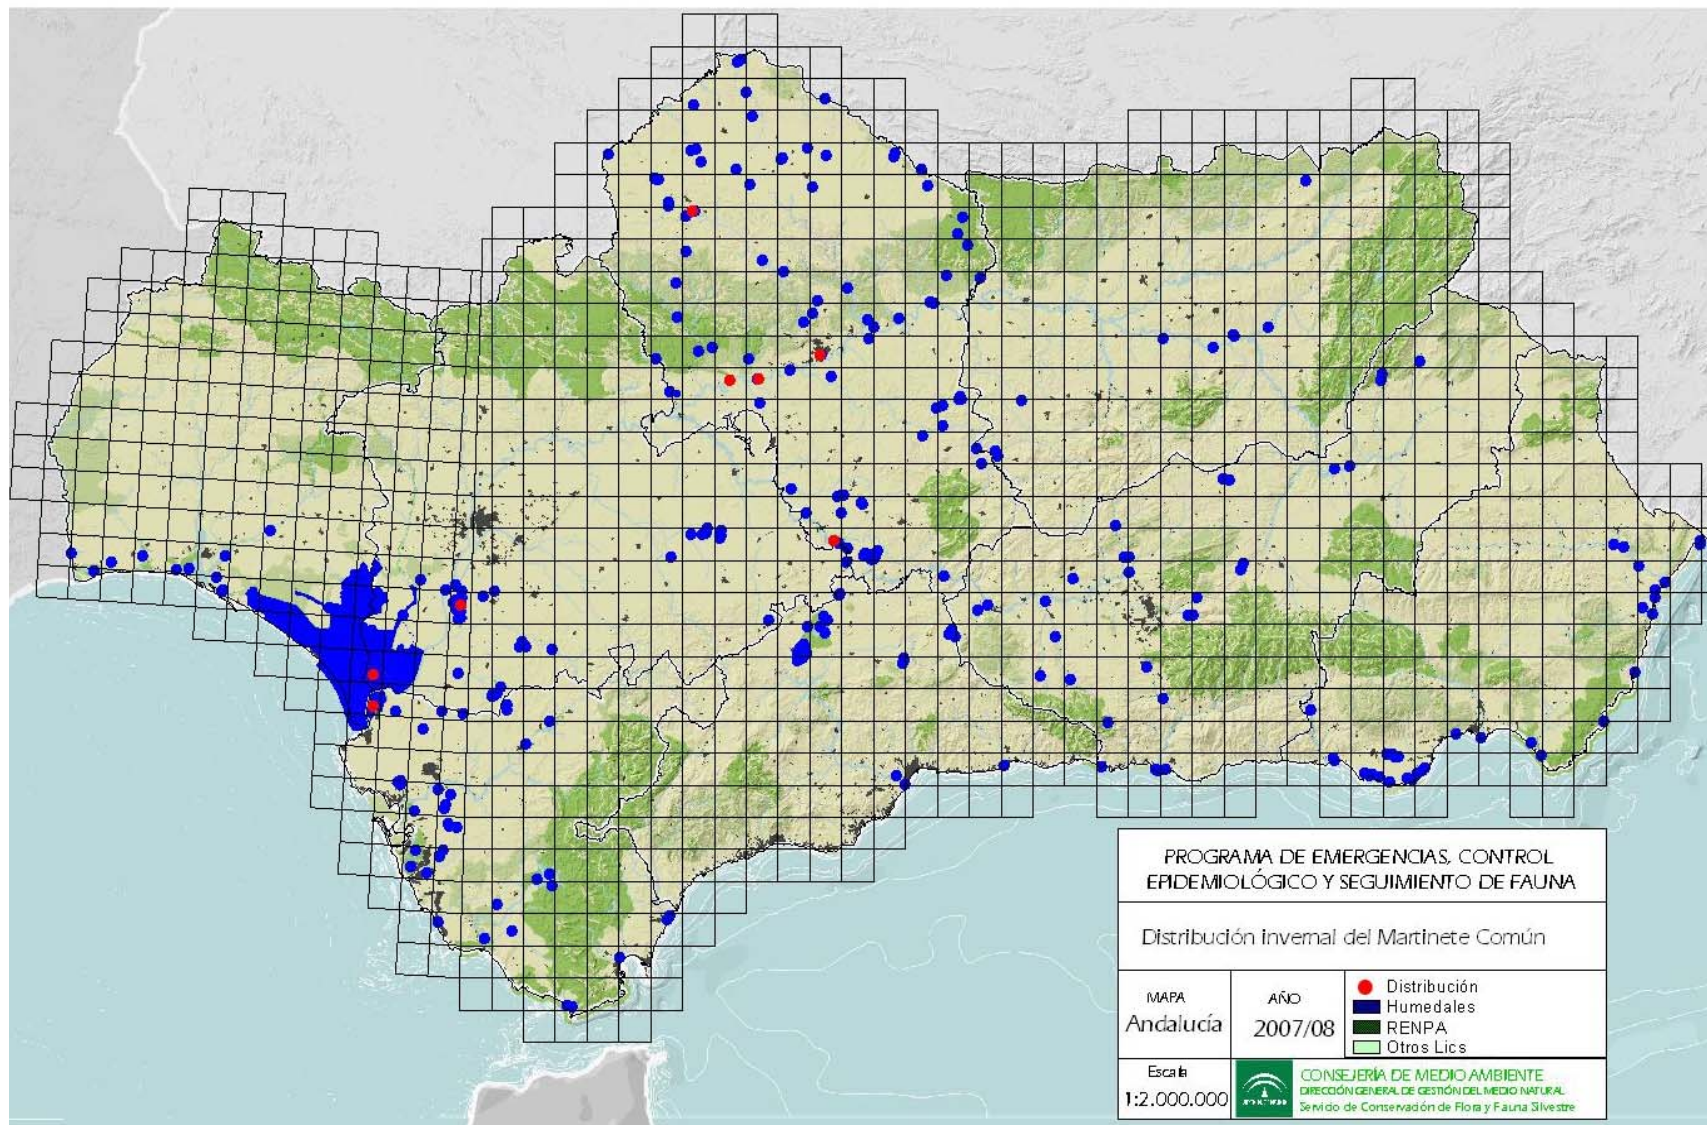 PROGRAMA DE EMERGENCIAS, CONTROL
EPIDEMIOLÓGICO Y SEGUIMIENTO DE FAUNA
Distribución invernal del Martinete Común
MAPA
Andalucía
AÑO
2007/08
Distribución
Humedales
RENPA
Otros Lics
Escala
1:2.000.000
CONSEJERÍA DE MEDIO AMBIENTE
DIRECCIÓN GENERAL DE GESTIÓN DEL MEDIO NATURAL
Servicio de Conservación de Flora y Fauna Silvestre